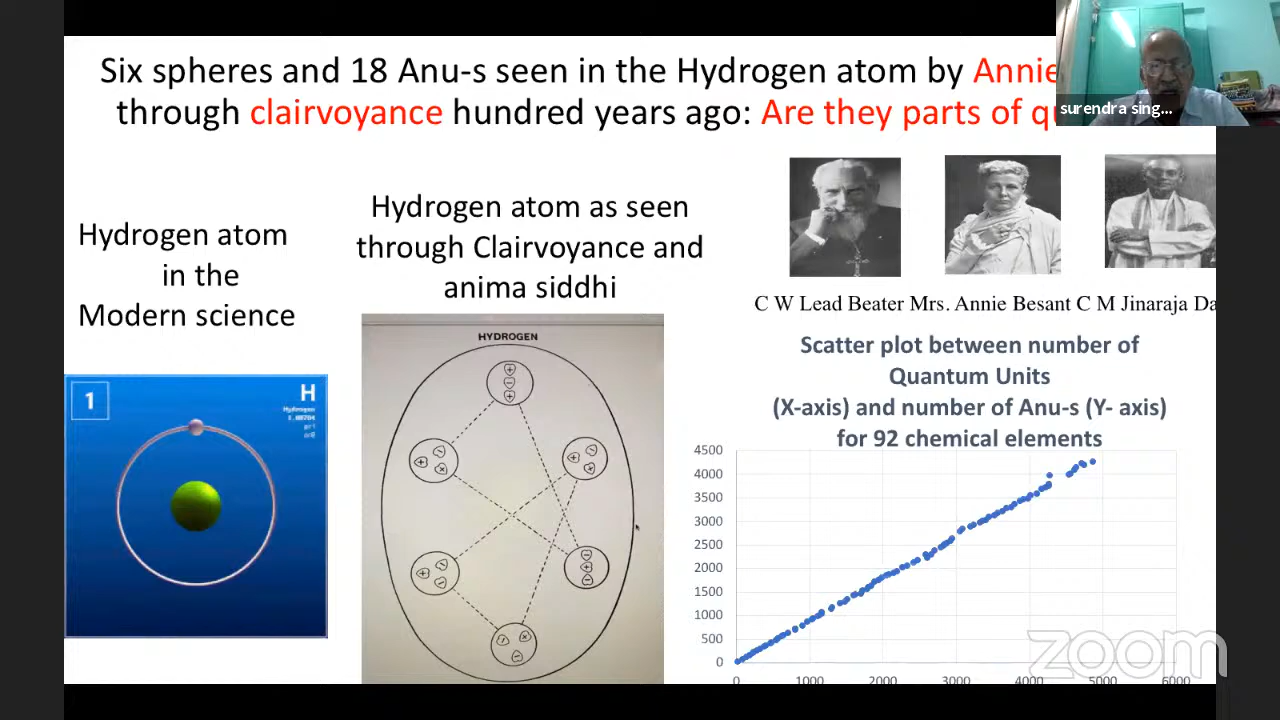 Six spheres and 18 Anu-s seen in the Hydrogen atom by Annie
through clairvoyance hundred years ago: Are they parts of
surendra sing...
Hydrogen atom
in the
Modern science
Hydrogen atom as seen
through Clairvoyance and
anima siddhi
C W Lead Beater Mrs. Annie Besant C M Jinaraja Da
1
H
Hydrogen
HYDROGEN
Scatter plot between number of
Quantum Units
(X-axis) and number of Anu-s (Y- axis)
for 92 chemical elements
4500
4000
3500
3000
2500
2000
1500
1000
500
0
0 1000 2000 3000 4000 5000 6000
zoom